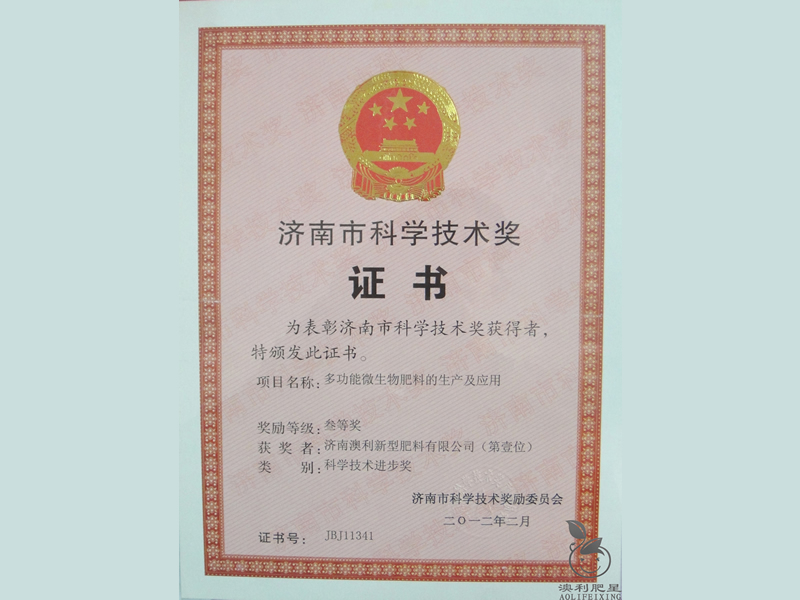 济南市科学技术奖
证书
为表彰济南市科学技术奖获得者，
特颁发此证书。
项目名称：多功能微生物肥料的生产及应用
奖励等级：叁等奖
获奖者：济南澳利新型肥料有限公司（第壹位）
类别：科学技术进步奖
济南市科学技术奖励委员会
二〇一二年二月
证书号：JBJ11341
澳利肥星
AOLIFEIXING